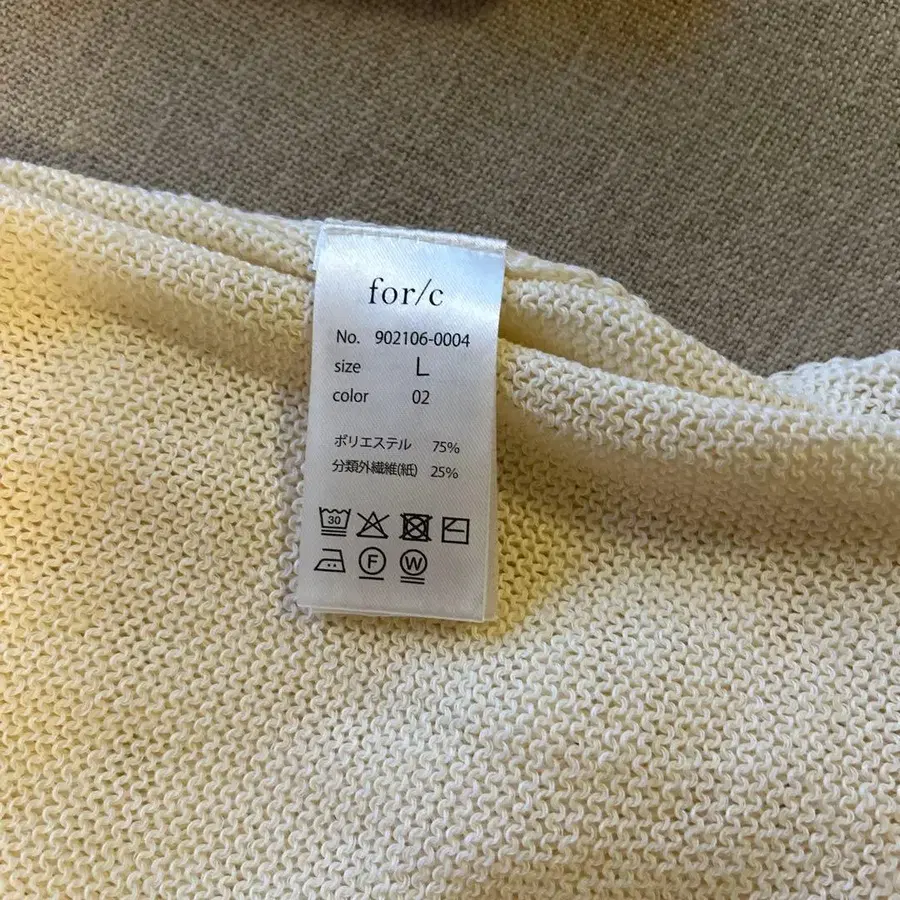 for/c
No. 902106-0004
size L
color 02
ポリエステル 75%
分類外繊維(紙) 25%
30
F W